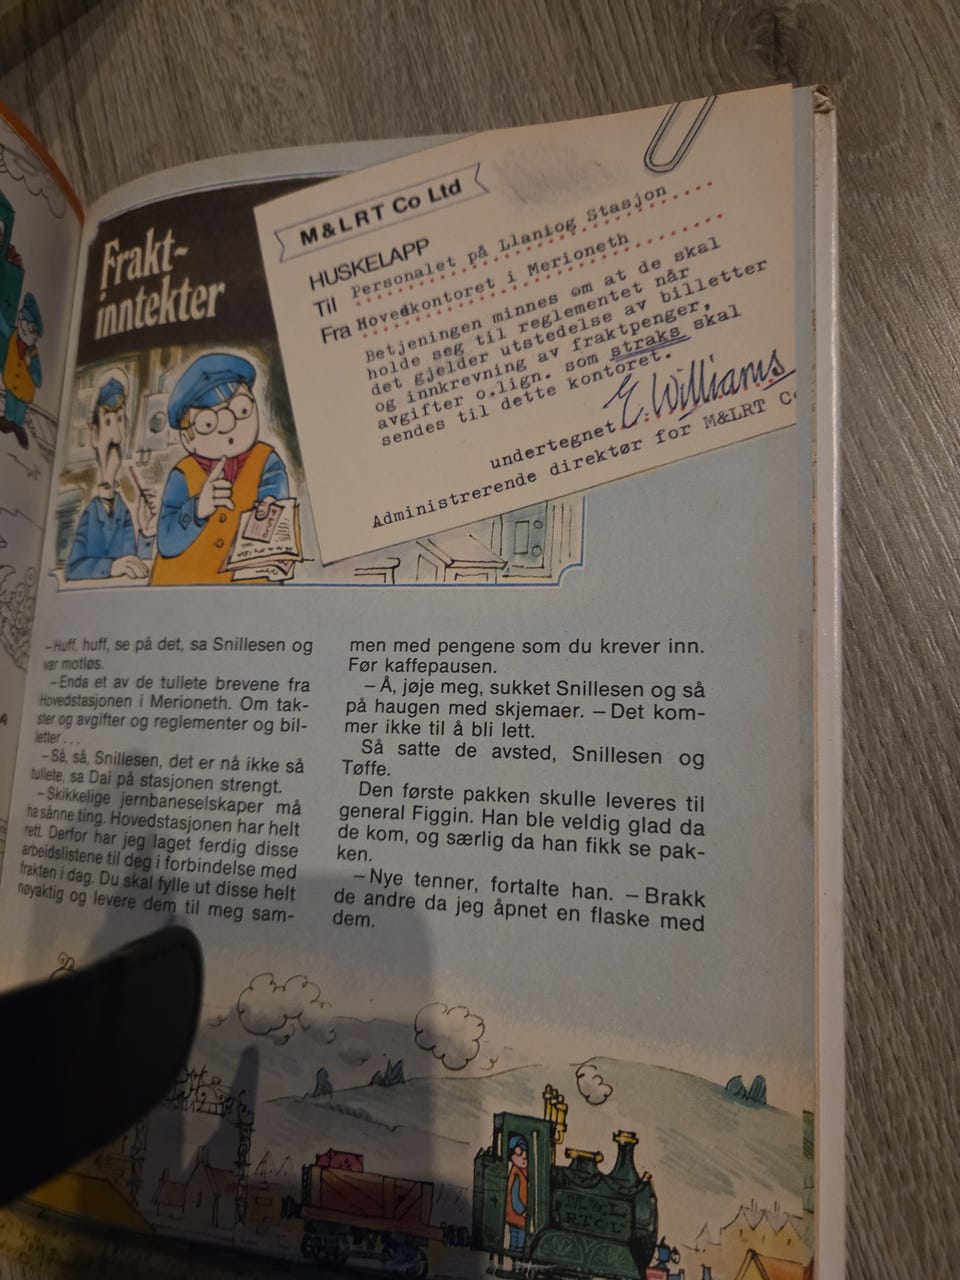 Frakt-
inntekter
M&LRT Co Ltd
HUSKELAPP
Til Personalet på Llaniog Stasjon
Fra Hovedkontoret i Merioneth
Betjeningen minnes om at de skal
holde seg til reglementet når
det gjelder utstedelse av billetter
og innkrevning av fraktpenger,
avgifter o.lign. som straks skal
sendes til dette kontoret.
undertegnet E. Williams
Administrerende direktør for M&LRT Co
–Huff, huff, se på det, sa Snillesen og
var motløs.
–Enda et av de tullete brevene fra
Hovedstasjonen i Merioneth. Om tak-
ster og avgifter og reglementer og bil-
letter . . .
–Så, så, Snillesen, det er nå ikke så
tullete, sa Dai på stasjonen strengt.
–Skikkelige jernbaneselskaper må
ha sånne ting. Hovedstasjonen har helt
rett. Derfor har jeg laget ferdig disse
arbeidslistene til deg i forbindelse med
frakten i dag. Du skal fylle ut disse helt
nøyaktig og levere dem til meg sam-
men med pengene som du krever inn.
Før kaffepausen.
–Å, jøje meg, sukket Snillesen og så
på haugen med skjemaer. –Det kom-
mer ikke til å bli lett.
Så satte de avsted, Snillesen og
Tøffe.
Den første pakken skulle leveres til
general Figgin. Han ble veldig glad da
de kom, og særlig da han fikk se pak-
ken.
–Nye tenner, fortalte han. –Brakk
de andre da jeg åpnet en flaske med
dem.
M&L
RTCL